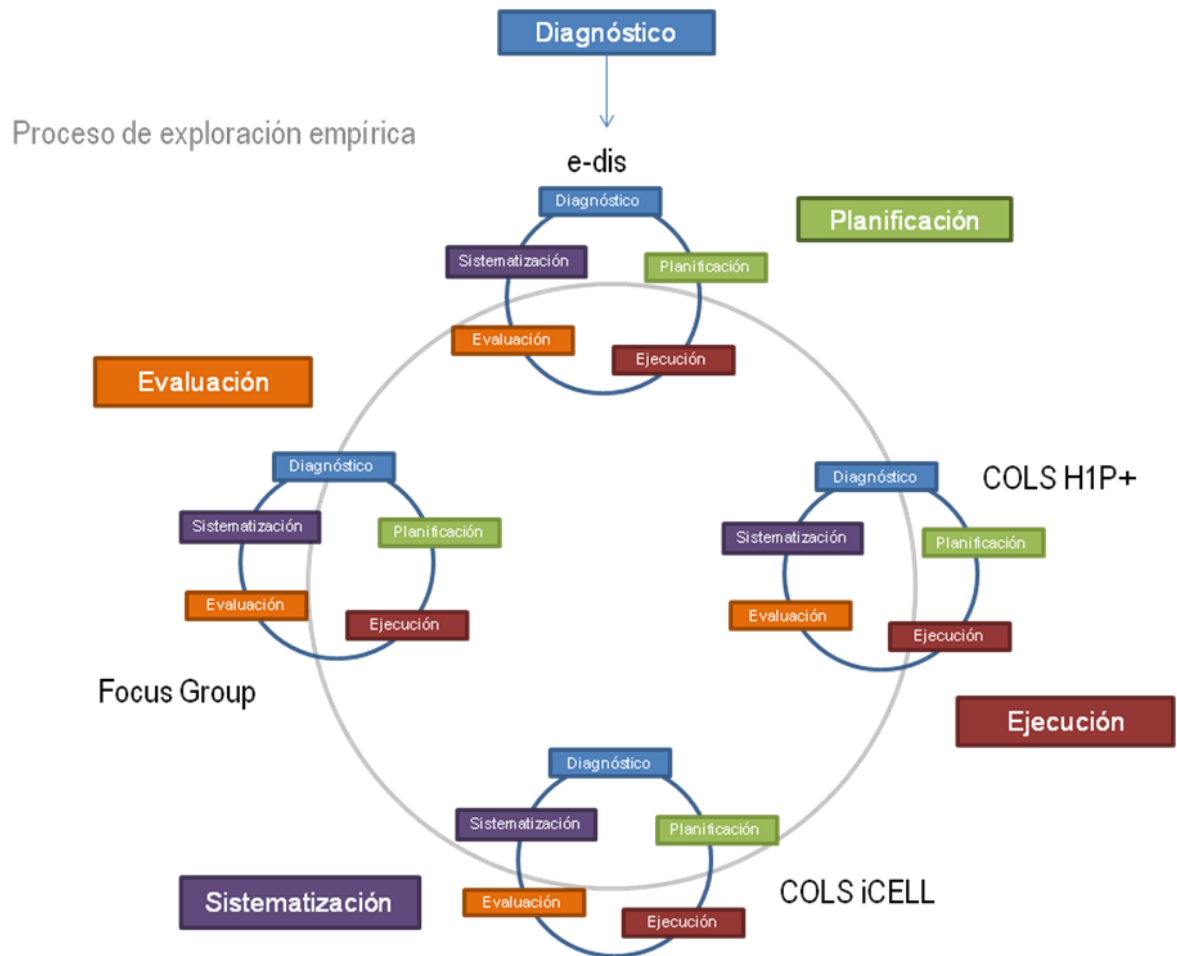 Diagnóstico
Proceso de exploración empírica
e-dis
Diagnóstico
Planificación
Sistematización
Planificación
Evaluación
Ejecución
Evaluación
Diagnóstico
Sistematización
Planificación
Evaluación
Ejecución
Focus Group
COLS H1P+
Diagnóstico
Sistematización
Planificación
Evaluación
Ejecución
Ejecución
Diagnóstico
Sistematización
Planificación
Evaluación
Ejecución
COLS iCELL
Sistematización